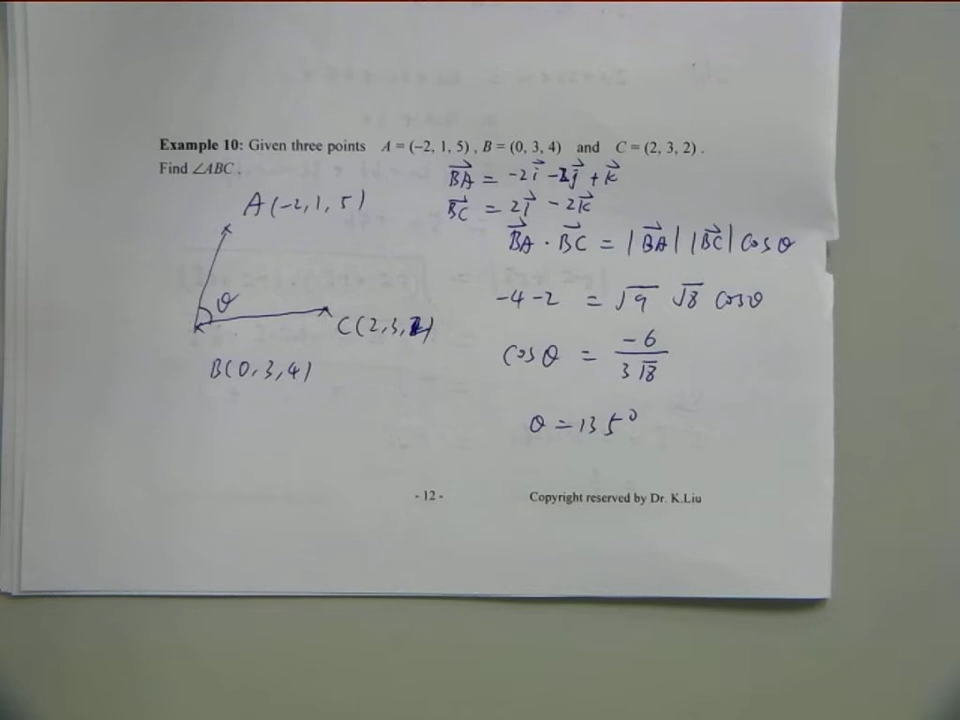 Example 10: Given three points A = (−2, 1, 5) , B = (0, 3, 4) and C = (2, 3, 2) .
Find ∠ABC .
BA = -2i -2j + k
BC = 2i - 2k
A(-2, 1, 5)
BA · BC = |BA| |BC| cos θ
θ
-4 -2 = √9 √8 cos θ
C(2, 3, 2)
cos θ = -6 / 3√8
B(0, 3, 4)
θ = 135°
- 12 -
Copyright reserved by Dr. K.Liu